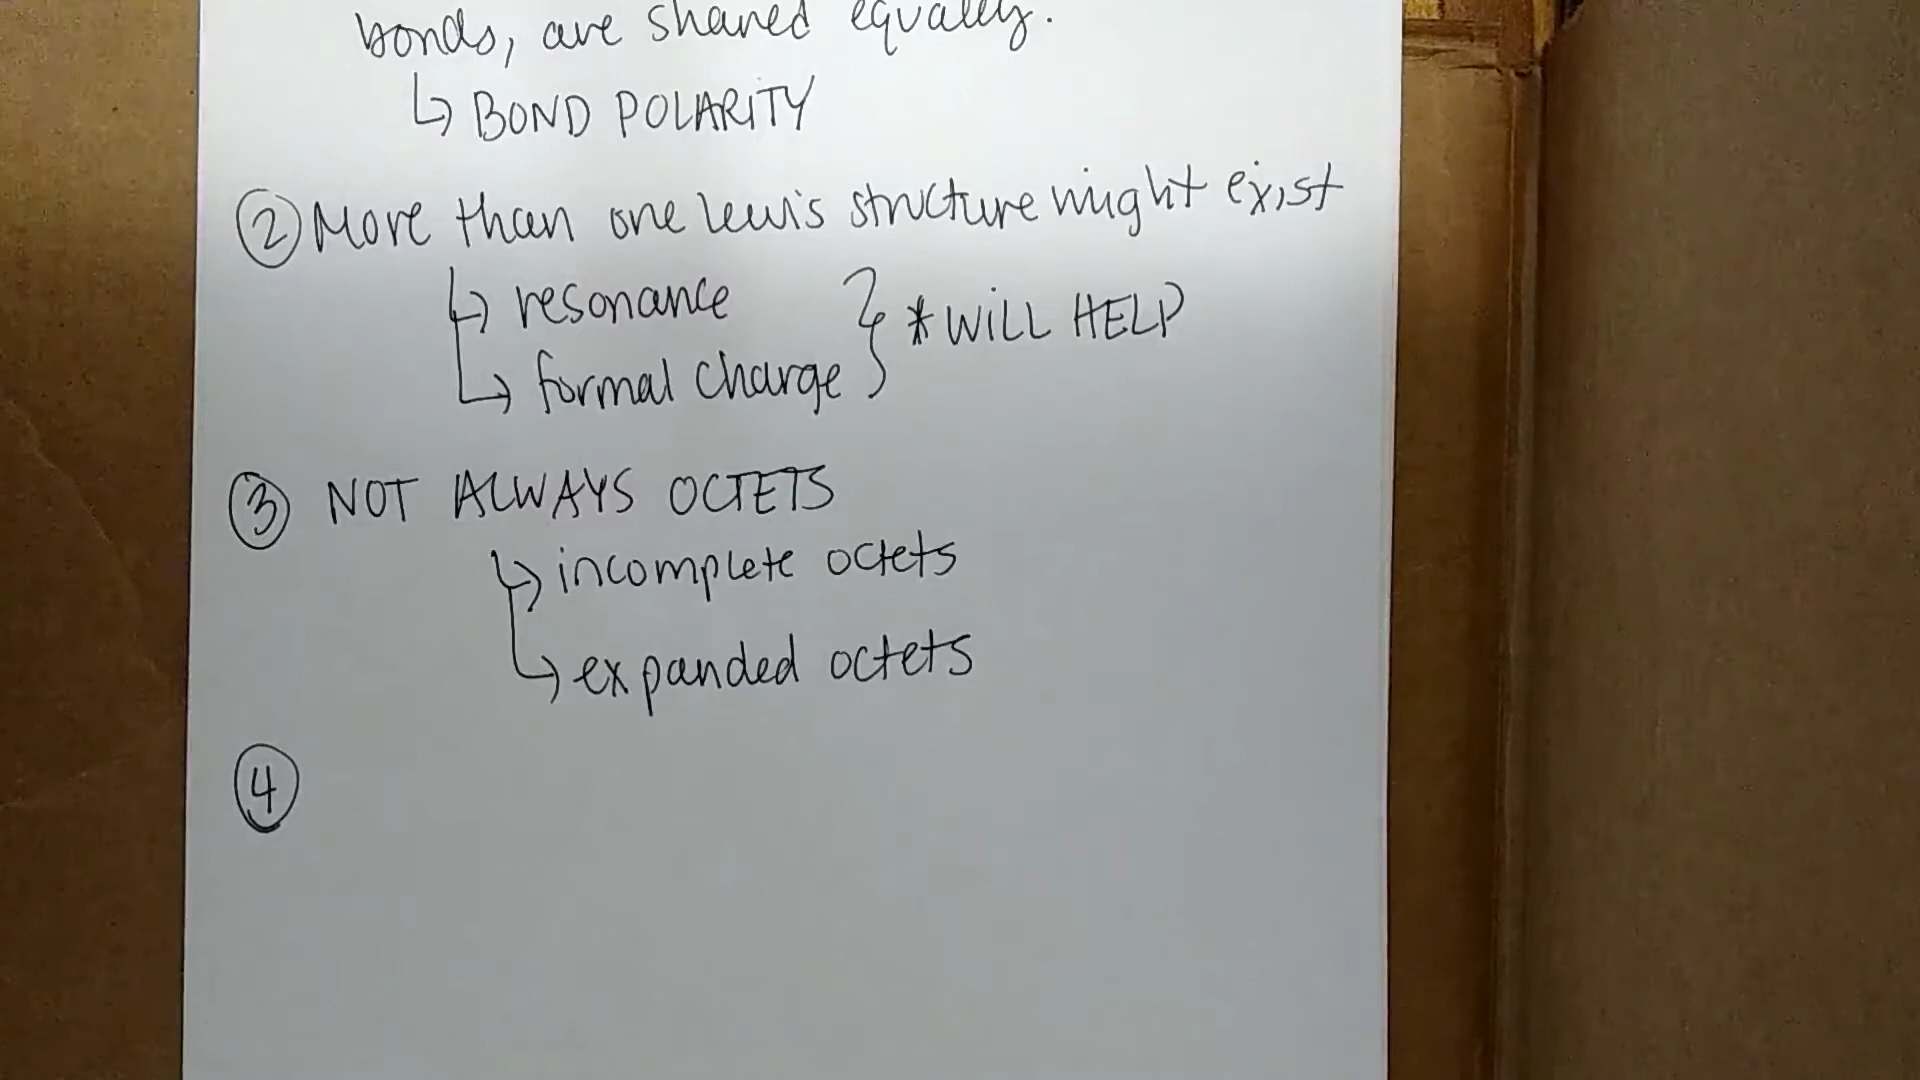 bonds, are shared equally.
↳ BOND POLARITY
② More than one lewis structure might exist
↳ resonance
↳ formal charge
} * WILL HELP
③ NOT ALWAYS OCTETS
↳ incomplete octets
↳ expanded octets
④